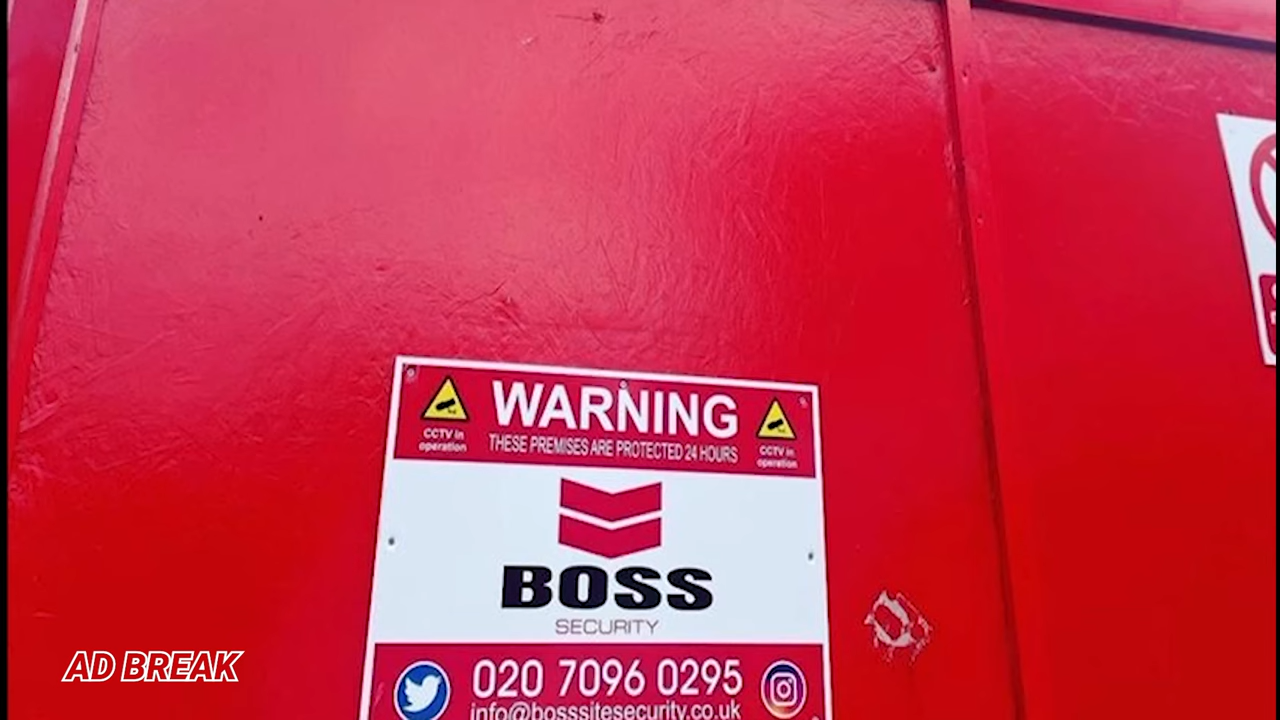 WARNING
THESE PREMISES ARE PROTECTED 24 HOURS
CCTV in
operation
CCTV in
operation
BOSS
SECURITY
020 7096 0295
info@bosssitesecurity.co.uk
AD BREAK